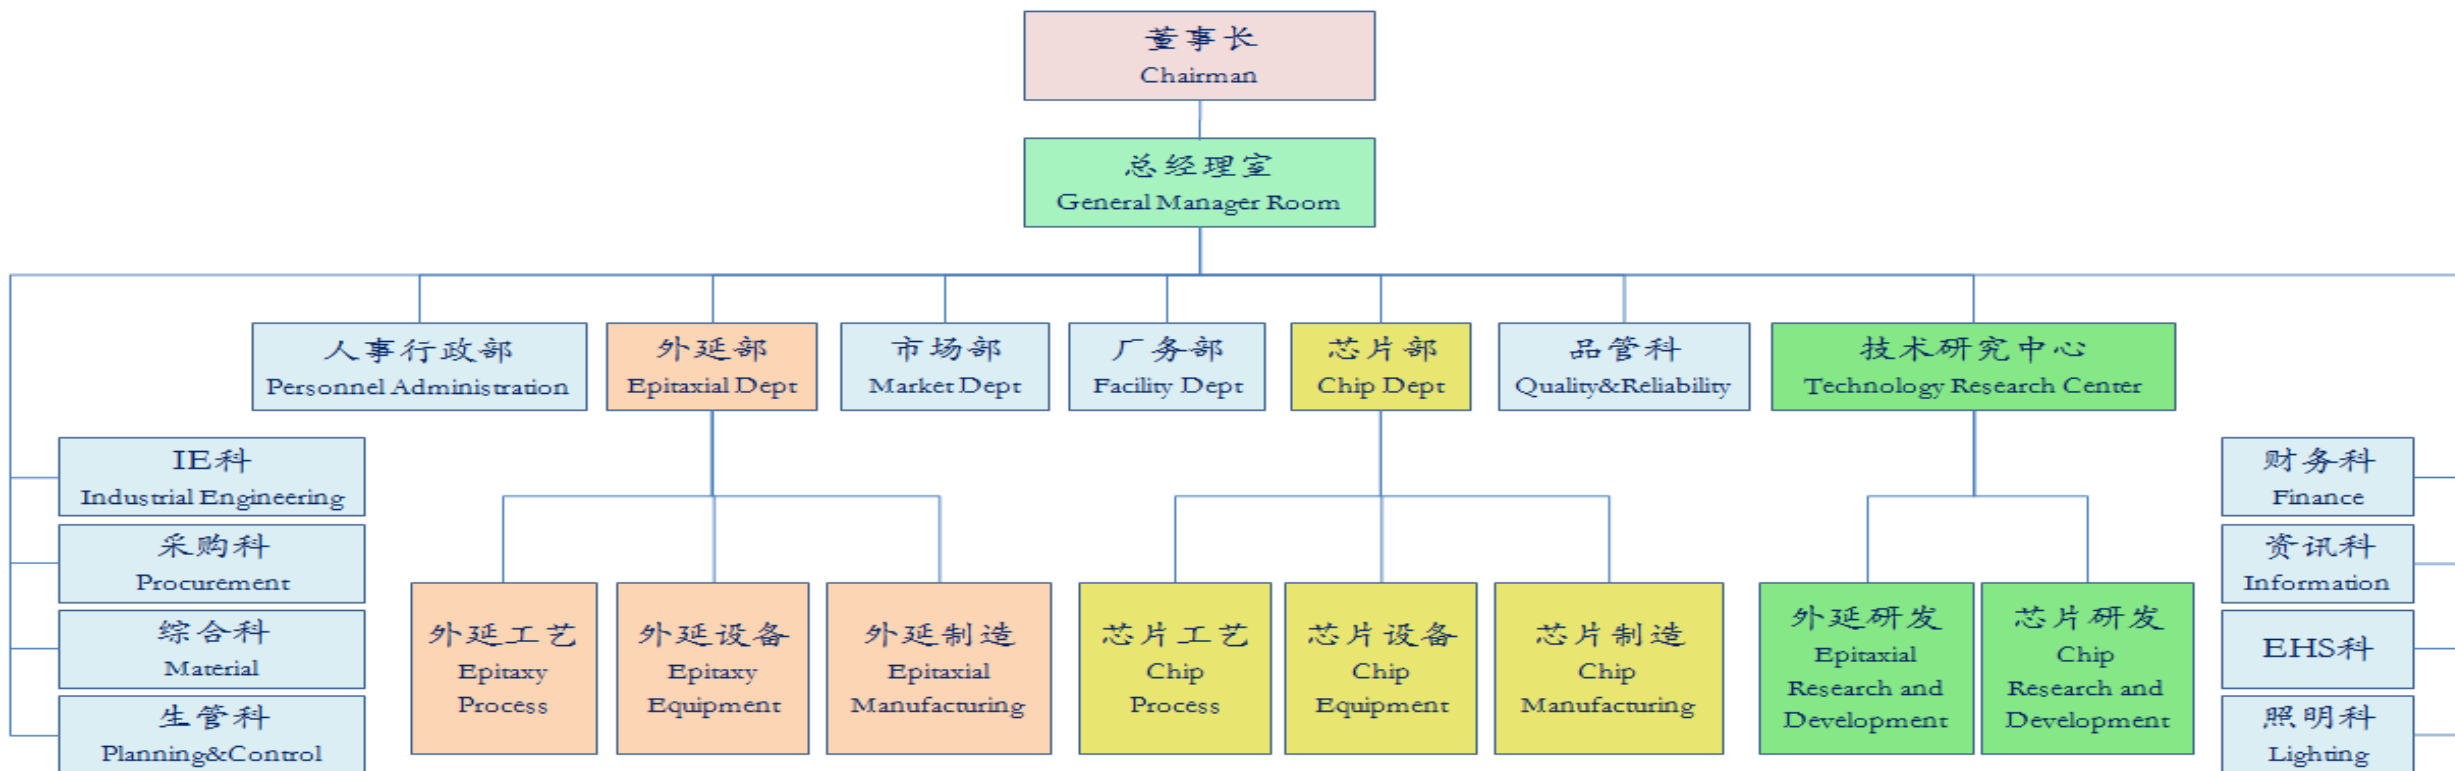 董事长
Chairman
总经理室
General Manager Room
人事行政部
Personnel Administration
外延部
Epitaxial Dept
市场部
Market Dept
厂务部
Facility Dept
芯片部
Chip Dept
品管科
Quality&Reliability
技术研究中心
Technology Research Center
IE科
Industrial Engineering
采购科
Procurement
综合科
Material
生管科
Planning&Control
外延工艺
Epitaxy
Process
外延设备
Epitaxy
Equipment
外延制造
Epitaxial
Manufacturing
芯片工艺
Chip
Process
芯片设备
Chip
Equipment
芯片制造
Chip
Manufacturing
外延研发
Epitaxial
Research and
Development
芯片研发
Chip
Research and
Development
财务科
Finance
资讯科
Information
EHS科
照明科
Lighting